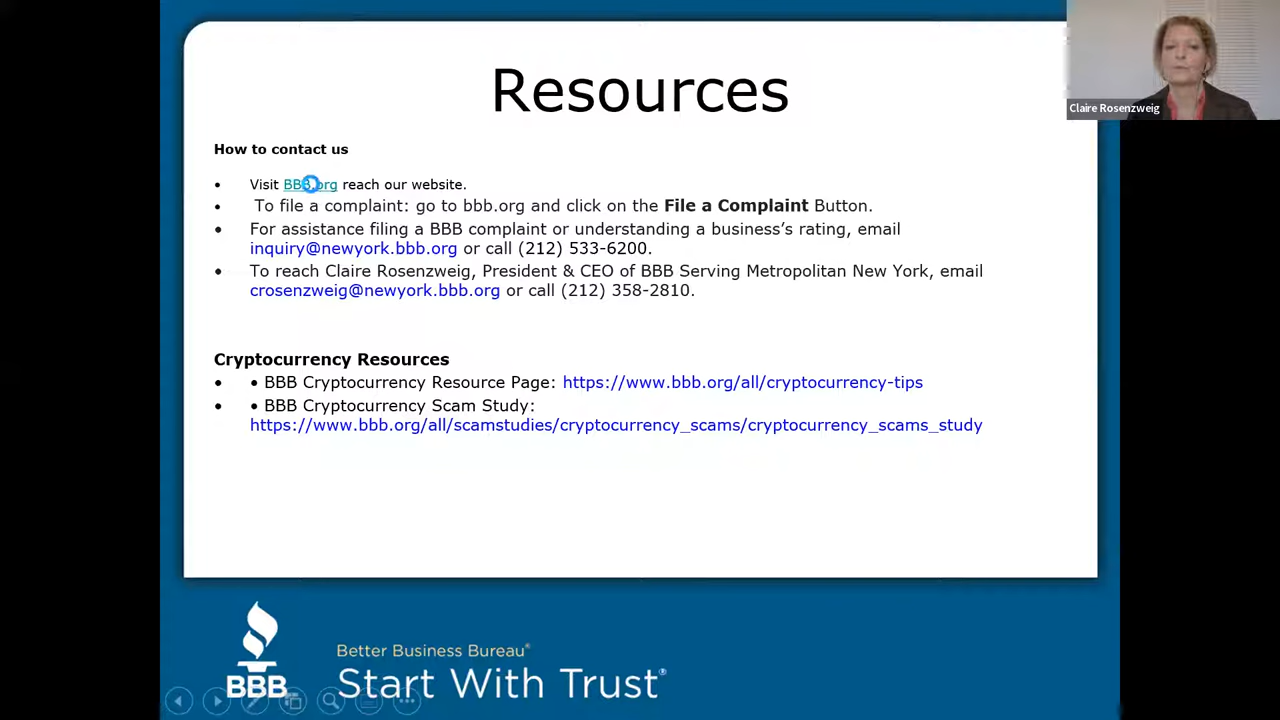 Resources
Claire Rosenzweig
How to contact us
• Visit BBB.org reach our website.
• To file a complaint: go to bbb.org and click on the File a Complaint Button.
• For assistance filing a BBB complaint or understanding a business’s rating, email
inquiry@newyork.bbb.org or call (212) 533-6200.
• To reach Claire Rosenzweig, President & CEO of BBB Serving Metropolitan New York, email
crosenzweig@newyork.bbb.org or call (212) 358-2810.
Cryptocurrency Resources
• • BBB Cryptocurrency Resource Page: https://www.bbb.org/all/cryptocurrency-tips
• • BBB Cryptocurrency Scam Study:
https://www.bbb.org/all/scamstudies/cryptocurrency_scams/cryptocurrency_scams_study
Better Business Bureau®
Start With Trust®
BBB